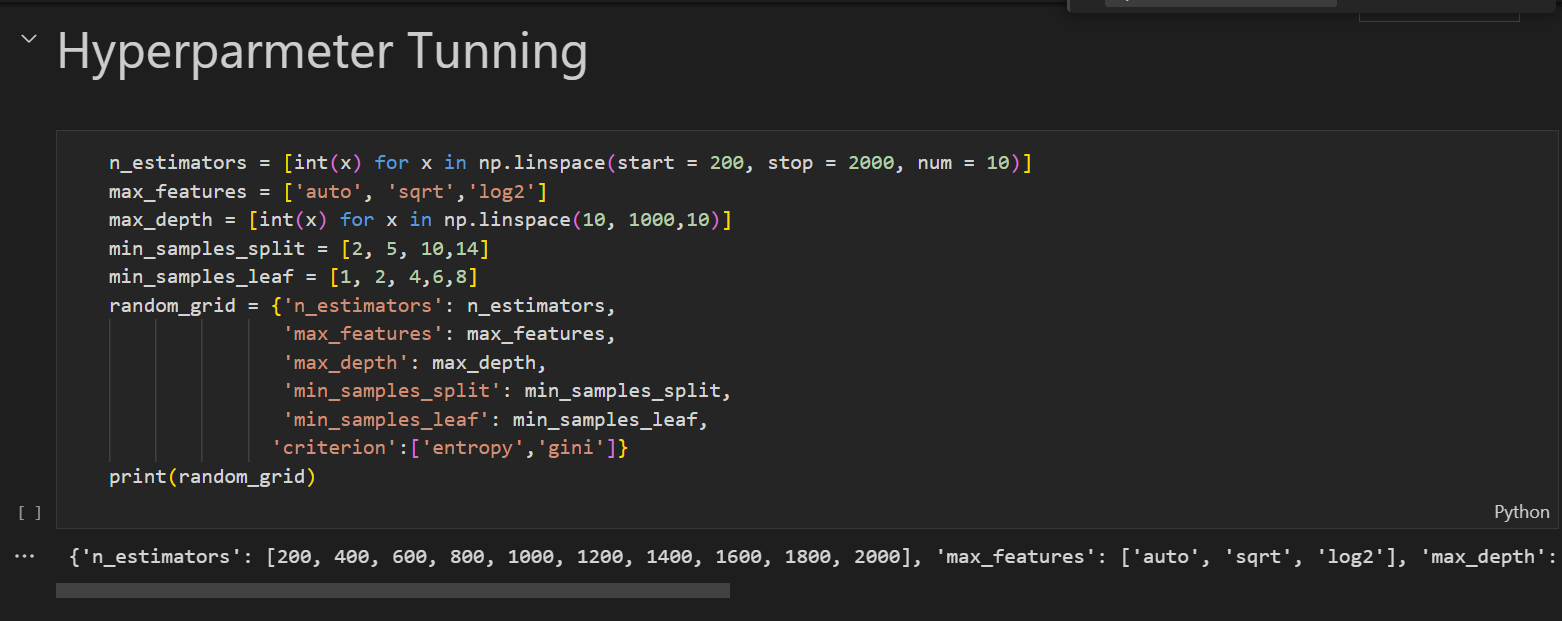 Hyperparmeter Tunning
n_estimators = [int(x) for x in np.linspace(start = 200, stop = 2000, num = 10)]
max_features = ['auto', 'sqrt','log2']
max_depth = [int(x) for x in np.linspace(10, 1000,10)]
min_samples_split = [2, 5, 10,14]
min_samples_leaf = [1, 2, 4,6,8]
random_grid = {'n_estimators': n_estimators,
'max_features': max_features,
'max_depth': max_depth,
'min_samples_split': min_samples_split,
'min_samples_leaf': min_samples_leaf,
'criterion':['entropy','gini']}
print(random_grid)
[ ]
Python
{'n_estimators': [200, 400, 600, 800, 1000, 1200, 1400, 1600, 1800, 2000], 'max_features': ['auto', 'sqrt', 'log2'], 'max_depth':